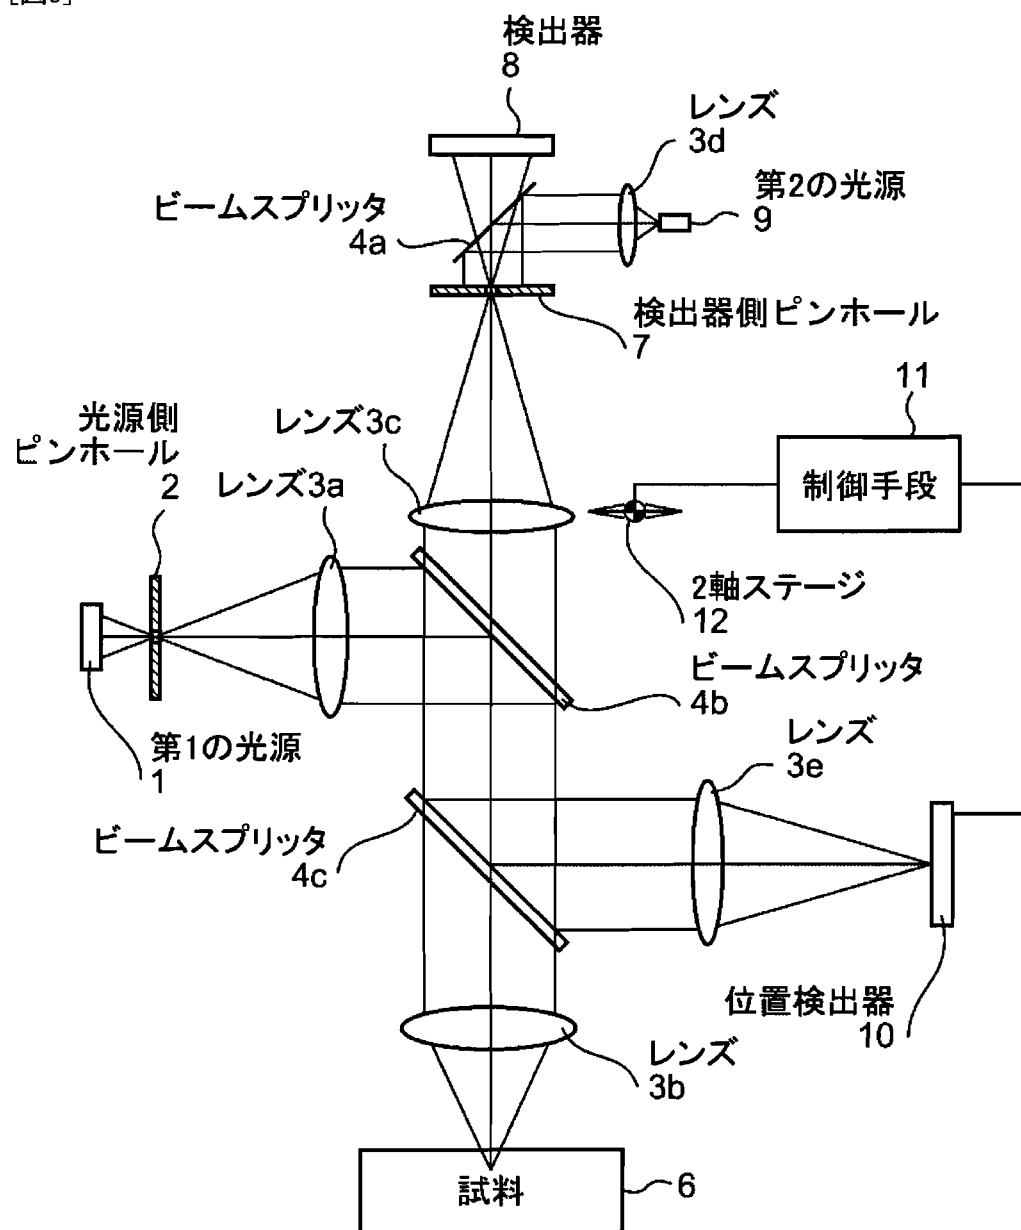 検出器
8
レンズ
3d
第2の光源
9
ビームスプリッタ
4a
検出器側ピンホール
7
11
制御手段
光源側
ピンホール
2
レンズ3c
レンズ3a
2軸ステージ
12
ビームスプリッタ
4b
第1の光源
1
レンズ
3e
ビームスプリッタ
4c
位置検出器
10
レンズ
3b
試料
6